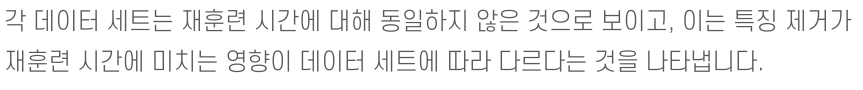 각 데이터 세트는 재훈련 시간에 대해 동일하지 않은 것으로 보이고, 이는 특징 제거가
재훈련 시간에 미치는 영향이 데이터 세트에 따라 다르다는 것을 나타냅니다.